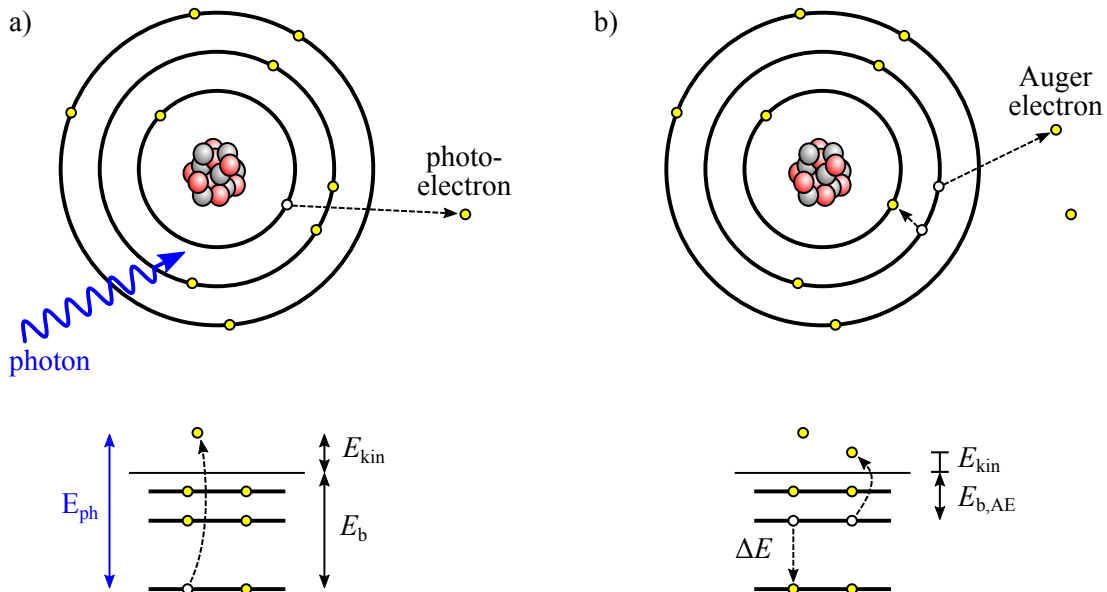 a)
photo-
electron
photon
E_ph
E_kin
E_b
b)
Auger
electron
E_kin
E_b,AE
ΔE